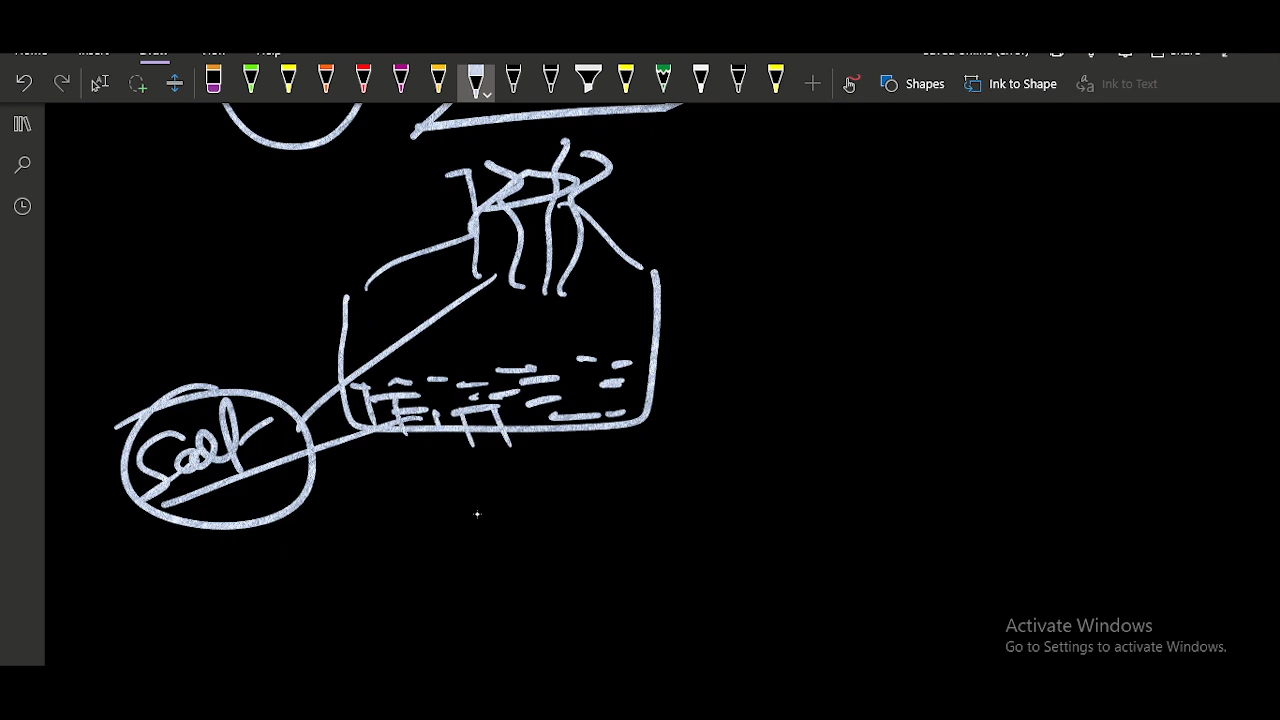 Shapes
Ink to Shape
Ink to Text
Salt
Activate Windows
Go to Settings to activate Windows.